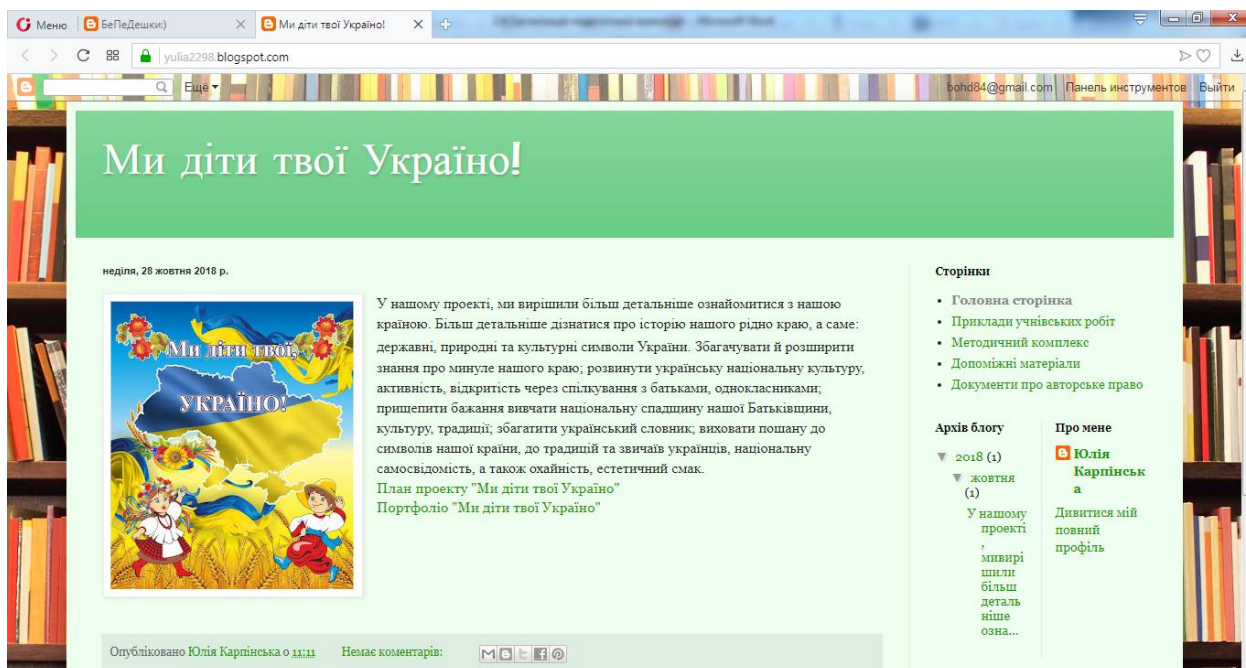 Меню
БеПеДешки:)
Ми діти твої Україно!
yulia2298.blogspot.com
Ещё
bohd84@gmail.com Панель инструментов Выйти
Ми діти твої Україно!
неділя, 28 жовтня 2018 р.
Ми діти твої,
УКРАЇНО!
У нашому проекті, ми вирішили більш детальніше ознайомитися з нашою
країною. Більш детальніше дізнатися про історію нашого рідно краю, а саме:
державні, природні та культурні символи України. Збагачувати й розширити
знання про минуле нашого краю; розвинути українську національну культуру,
активність, відкритість через спілкування з батьками, однокласниками;
прищепити бажання вивчати національну спадщину нашої Батьківщини,
культуру, традиції; збагатити український словник; виховати пошану до
символів нашої країни, до традицій та звичаїв українців, національну
самосвідомість, а також охайність, естетичний смак.
План проекту "Ми діти твої Україно"
Портфоліо "Ми діти твої Україно"
Опубліковано Юлія Карпінська о 11:11 Немає коментарів:
Сторінки
Головна сторінка
Приклади учнівських робіт
Методичний комплекс
Допоміжні матеріали
Документи про авторське право
Архів блогу
▼ 2018 (1)
▼ жовтня
(1)
У нашому
проекті
,
мивирі
шили
більш
деталь
ніше
озна...
Про мене
Юлія
Карпінськ
а
Дивитися мій
повний
профіль